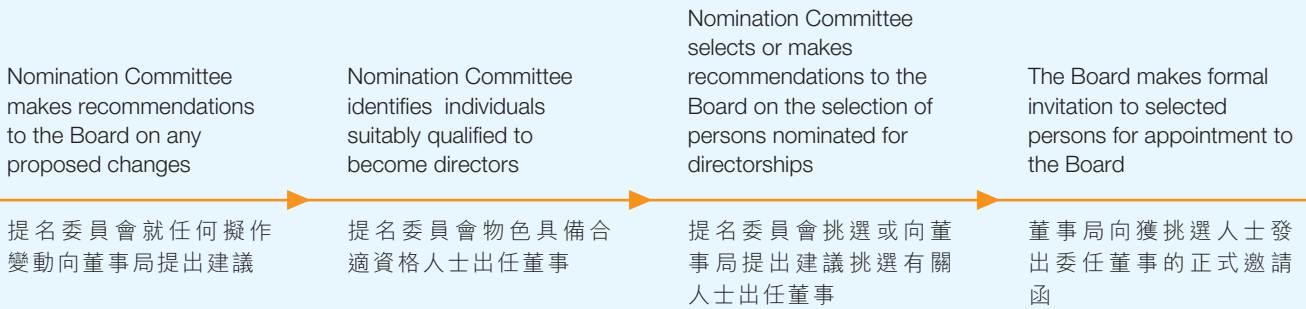 Nomination Committee
makes recommendations
to the Board on any
proposed changes
提名委員會就任何擬作
變動向董事局提出建議
Nomination Committee
identifies individuals
suitably qualified to
become directors
提名委員會物色具備合
適資格人士出任董事
Nomination Committee
selects or makes
recommendations to the
Board on the selection of
persons nominated for
directorships
提名委員會挑選或向董
事局提出建議挑選有關
人士出任董事
The Board makes formal
invitation to selected
persons for appointment to
the Board
董事局向獲挑選人士發
出委任董事的正式邀請
函